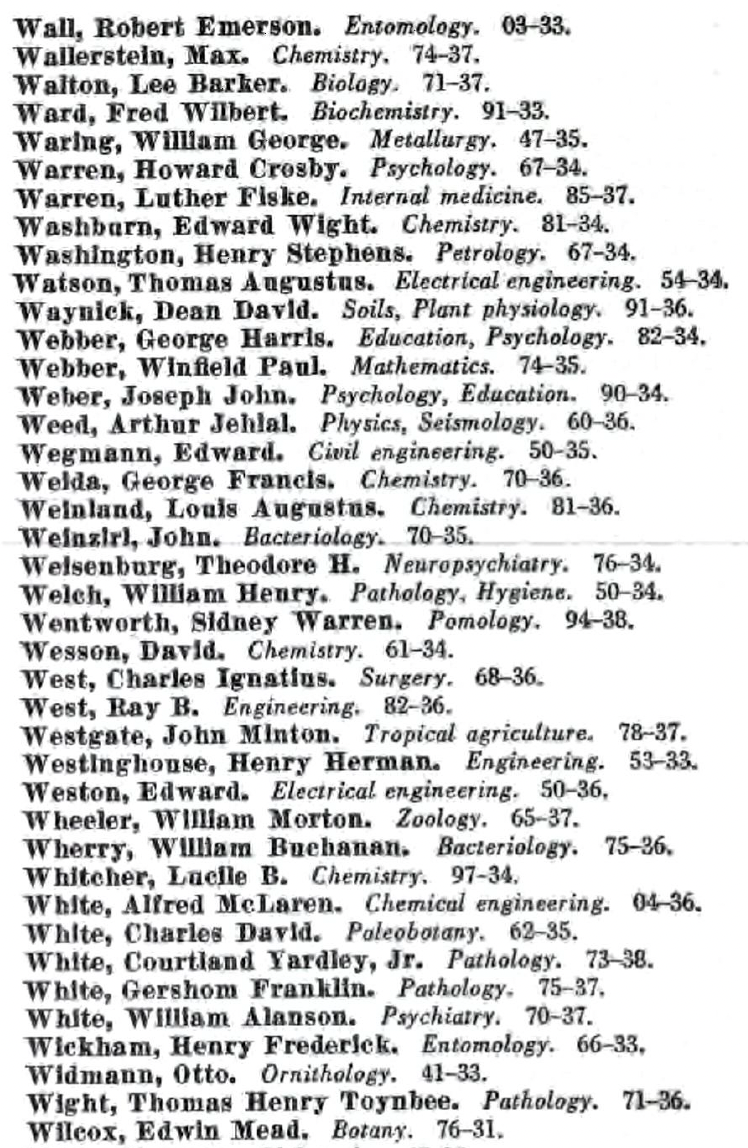 Wall, Robert Emerson. Entomology. 03–33.
Wallerstein, Max. Chemistry. 74–37.
Walton, Lee Barker. Biology. 71–37.
Ward, Fred Wilbert. Biochemistry. 91–33.
Waring, William George. Metallurgy. 47–35.
Warren, Howard Crosby. Psychology. 67–34.
Warren, Luther Fiske. Internal medicine. 85–37.
Washburn, Edward Wight. Chemistry. 81–34.
Washington, Henry Stephens. Petrology. 67–34.
Watson, Thomas Augustus. Electrical engineering. 54–34.
Waynick, Dean David. Soils, Plant physiology. 91–36.
Webber, George Harris. Education, Psychology. 82–34.
Webber, Winfield Paul. Mathematics. 74–35.
Weber, Joseph John. Psychology, Education. 90–34.
Weed, Arthur Jehial. Physics, Seismology. 60–36.
Wegmann, Edward. Civil engineering. 50–35.
Weida, George Francis. Chemistry. 70–36.
Weinland, Louis Augustus. Chemistry. 81–36.
Weinzirl, John. Bacteriology. 70–35.
Weisenburg, Theodore H. Neuropsychiatry. 76–34.
Welch, William Henry. Pathology, Hygiene. 50–34.
Wentworth, Sidney Warren. Pomology. 94–38.
Wesson, David. Chemistry. 61–34.
West, Charles Ignatius. Surgery. 68–36.
West, Ray B. Engineering. 82–36.
Westgate, John Minton. Tropical agriculture. 78–37.
Westinghouse, Henry Herman. Engineering. 53–33.
Weston, Edward. Electrical engineering. 50–36.
Wheeler, William Morton. Zoology. 65–37.
Wherry, William Buchanan. Bacteriology. 75–36.
Whitcher, Lucile B. Chemistry. 97–34.
White, Alfred McLaren. Chemical engineering. 04–36.
White, Charles David. Paleobotany. 62–35.
White, Courtland Yardley, Jr. Pathology. 73–38.
White, Gershom Franklin. Pathology. 75–37.
White, William Alanson. Psychiatry. 70–37.
Wickham, Henry Frederick. Entomology. 66–33.
Widmann, Otto. Ornithology. 41–33.
Wight, Thomas Henry Toynbee. Pathology. 71–36.
Wilcox, Edwin Mead. Botany. 76–31.